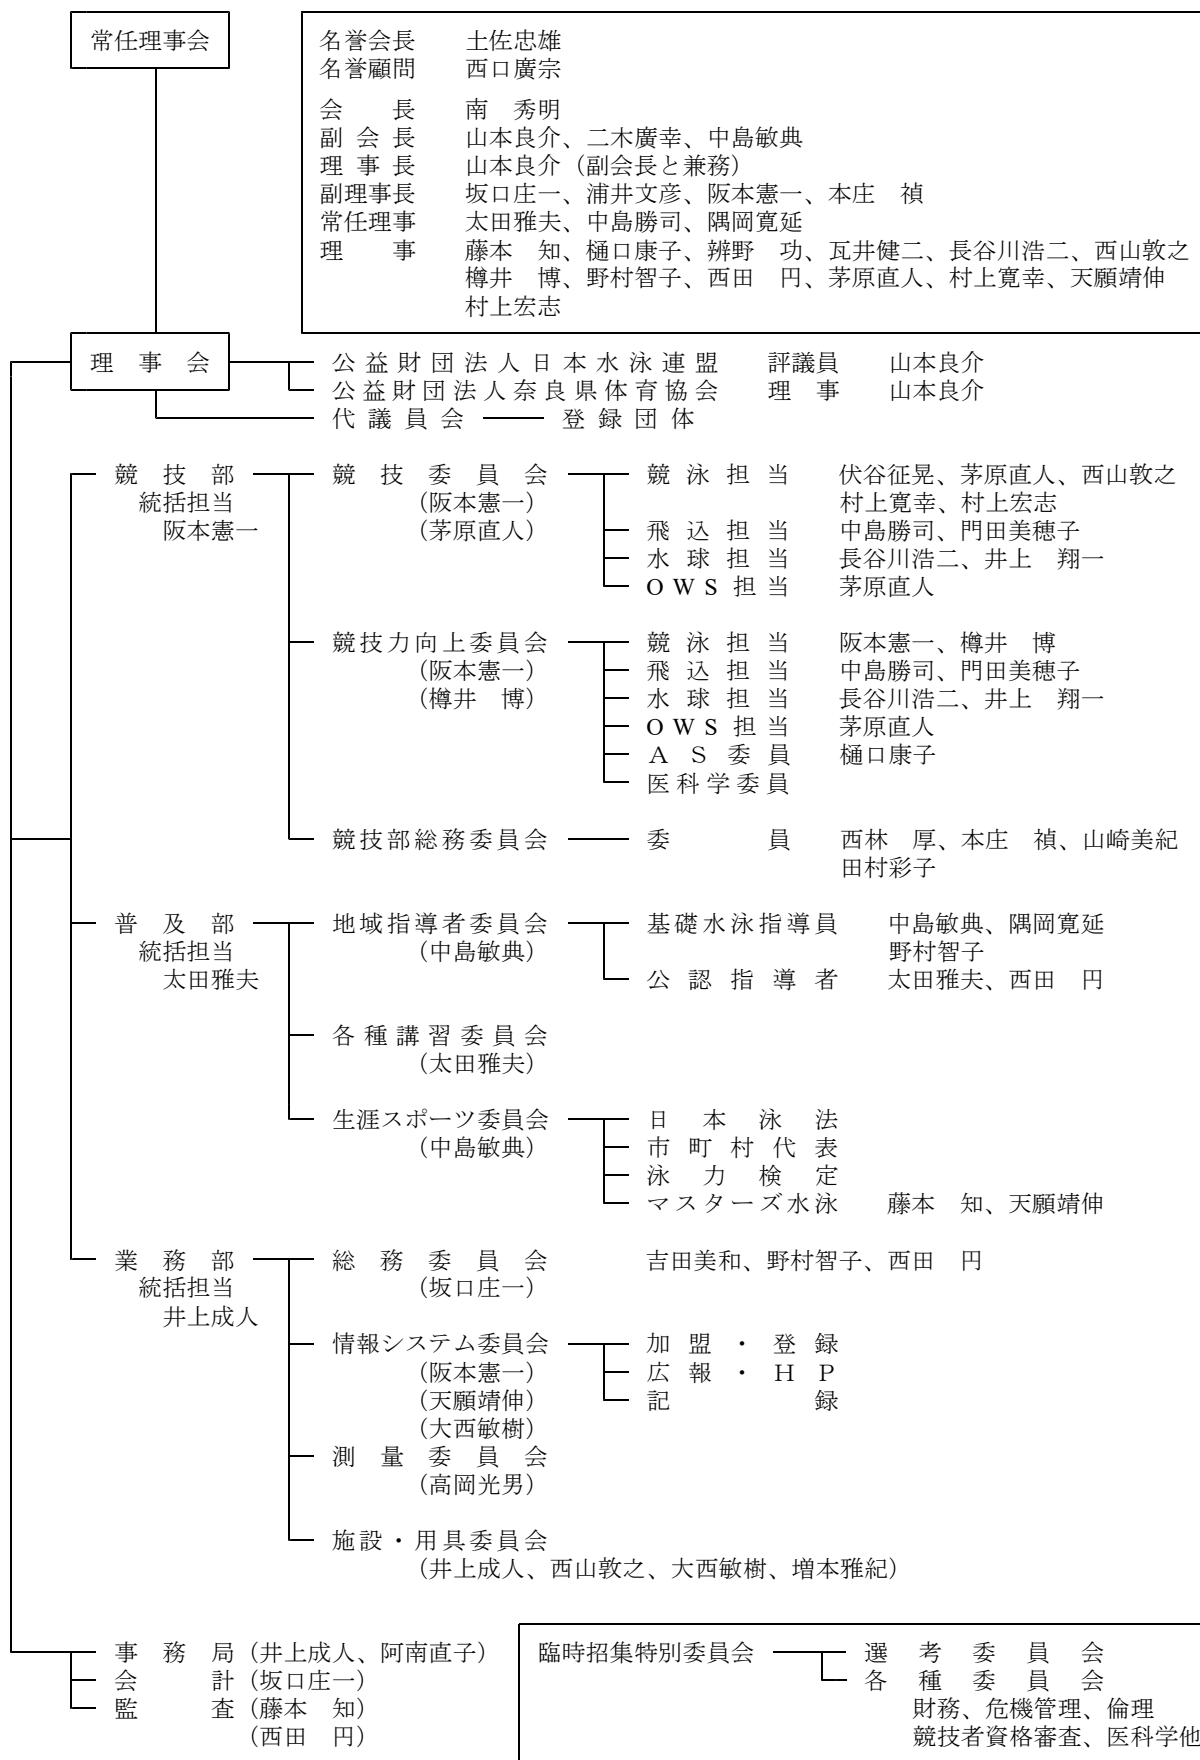 常任理事会
名誉会長　土佐忠雄
名誉顧問　西口廣宗
会　　長　南　秀明
副 会 長　山本良介、二木廣幸、中島敏典
理 事 長　山本良介（副会長と兼務）
副理事長　坂口庄一、浦井文彦、阪本憲一、本庄　禎
常任理事　太田雅夫、中島勝司、隅岡寛延
理　　事　藤本　知、樋口康子、辨野　功、瓦井健二、長谷川浩二、西山敦之
樽井　博、野村智子、西田　円、茅原直人、村上寛幸、天願靖伸
村上宏志
理　事　会　公益財団法人日本水泳連盟　評議員　山本良介
公益財団法人奈良県体育協会　理　事　山本良介
代議員会　登録団体
競　技　部　競 技 委 員 会　競 泳 担 当　伏谷征晃、茅原直人、西山敦之
統括担当　（阪本憲一）　村上寛幸、村上宏志
阪本憲一　（茅原直人）　飛 込 担 当　中島勝司、門田美穂子
水 球 担 当　長谷川浩二、井上　翔一
OWS 担 当　茅原直人
競技力向上委員会　競 泳 担 当　阪本憲一、樽井　博
（阪本憲一）　飛 込 担 当　中島勝司、門田美穂子
（樽井　博）　水 球 担 当　長谷川浩二、井上　翔一
OWS 担 当　茅原直人
A S 委 員　樋口康子
医科学委員
競技部総務委員会　委　　員　西林　厚、本庄　禎、山崎美紀
田村彩子
普　及　部　地域指導者委員会　基礎水泳指導員　中島敏典、隅岡寛延
統括担当　（中島敏典）　野村智子
太田雅夫　公 認 指 導 者　太田雅夫、西田　円
各種講習委員会
（太田雅夫）
生涯スポーツ委員会　日 本 泳 法
（中島敏典）　市町村代表
泳 力 検 定
マスターズ水泳　藤本　知、天願靖伸
業　務　部　総 務 委 員 会　吉田美和、野村智子、西田　円
統括担当　（坂口庄一）
井上成人
情報システム委員会　加 盟 ・ 登 録
（阪本憲一）　広 報 ・ H P
（天願靖伸）　記　　録
（大西敏樹）
測 量 委 員 会
（高岡光男）
施設・用具委員会
（井上成人、西山敦之、大西敏樹、増本雅紀）
事　務　局（井上成人、阿南直子）
会　　　計（坂口庄一）
監　　　査（藤本　知）
（西田　円）
臨時招集特別委員会　選 考 委 員 会
各 種 委 員 会
財務、危機管理、倫理
競技者資格審査、医科学他